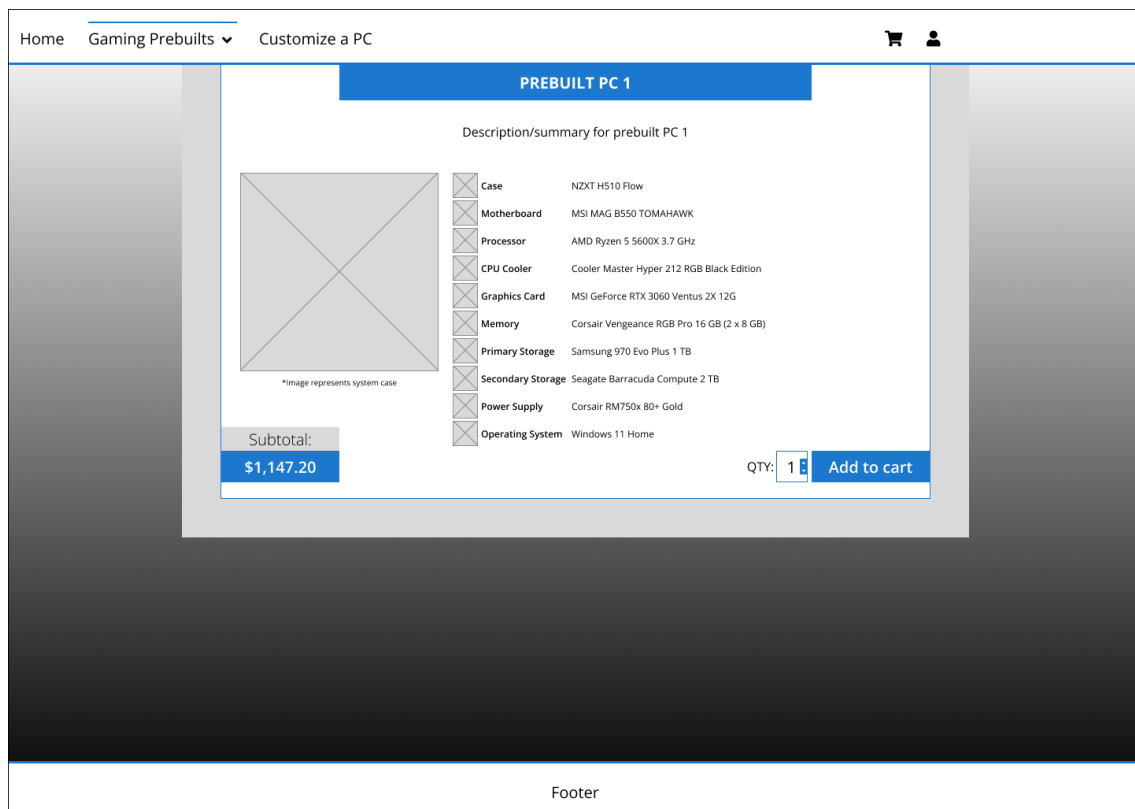 Home Gaming Prebuilts Customize a PC
PREBUILT PC 1
Description/summary for prebuilt PC 1
Case NZXT H510 Flow
Motherboard MSI MAG B550 TOMAHAWK
Processor AMD Ryzen 5 5600X 3.7 GHz
CPU Cooler Cooler Master Hyper 212 RGB Black Edition
Graphics Card MSI GeForce RTX 3060 Ventus 2X 12G
Memory Corsair Vengeance RGB Pro 16 GB (2 x 8 GB)
Primary Storage Samsung 970 Evo Plus 1 TB
Secondary Storage Seagate Barracuda Compute 2 TB
Power Supply Corsair RM750x 80+ Gold
Operating System Windows 11 Home
*Image represents system case
Subtotal:
$1,147.20
QTY: 1 Add to cart
Footer